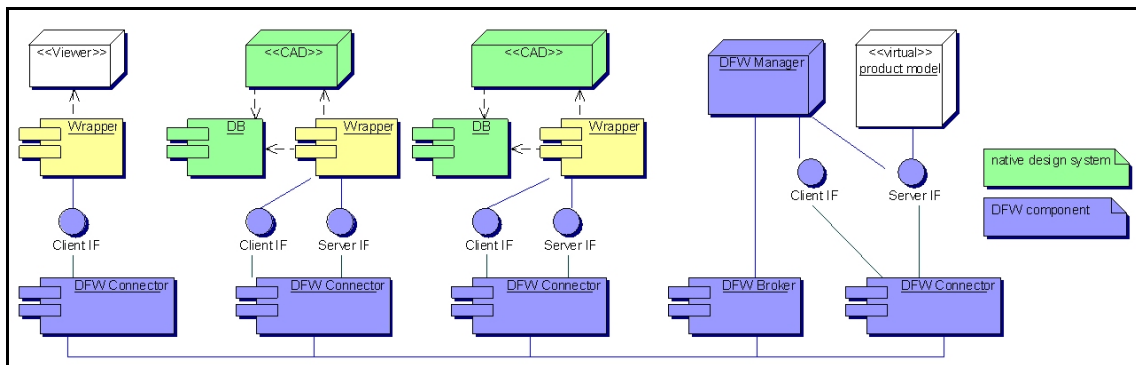 <<Viewer>>
<<CAD>>
<<CAD>>
DFW Manager
<<virtual>>
product model
Wrapper
DB
Wrapper
DB
Wrapper
native design
system
Client IF
Server IF
DFW component
Client IF
Client IF
Server IF
Client IF
Server IF
DFW Connector
DFW Connector
DFW Connector
DFW Broker
DFW Connector